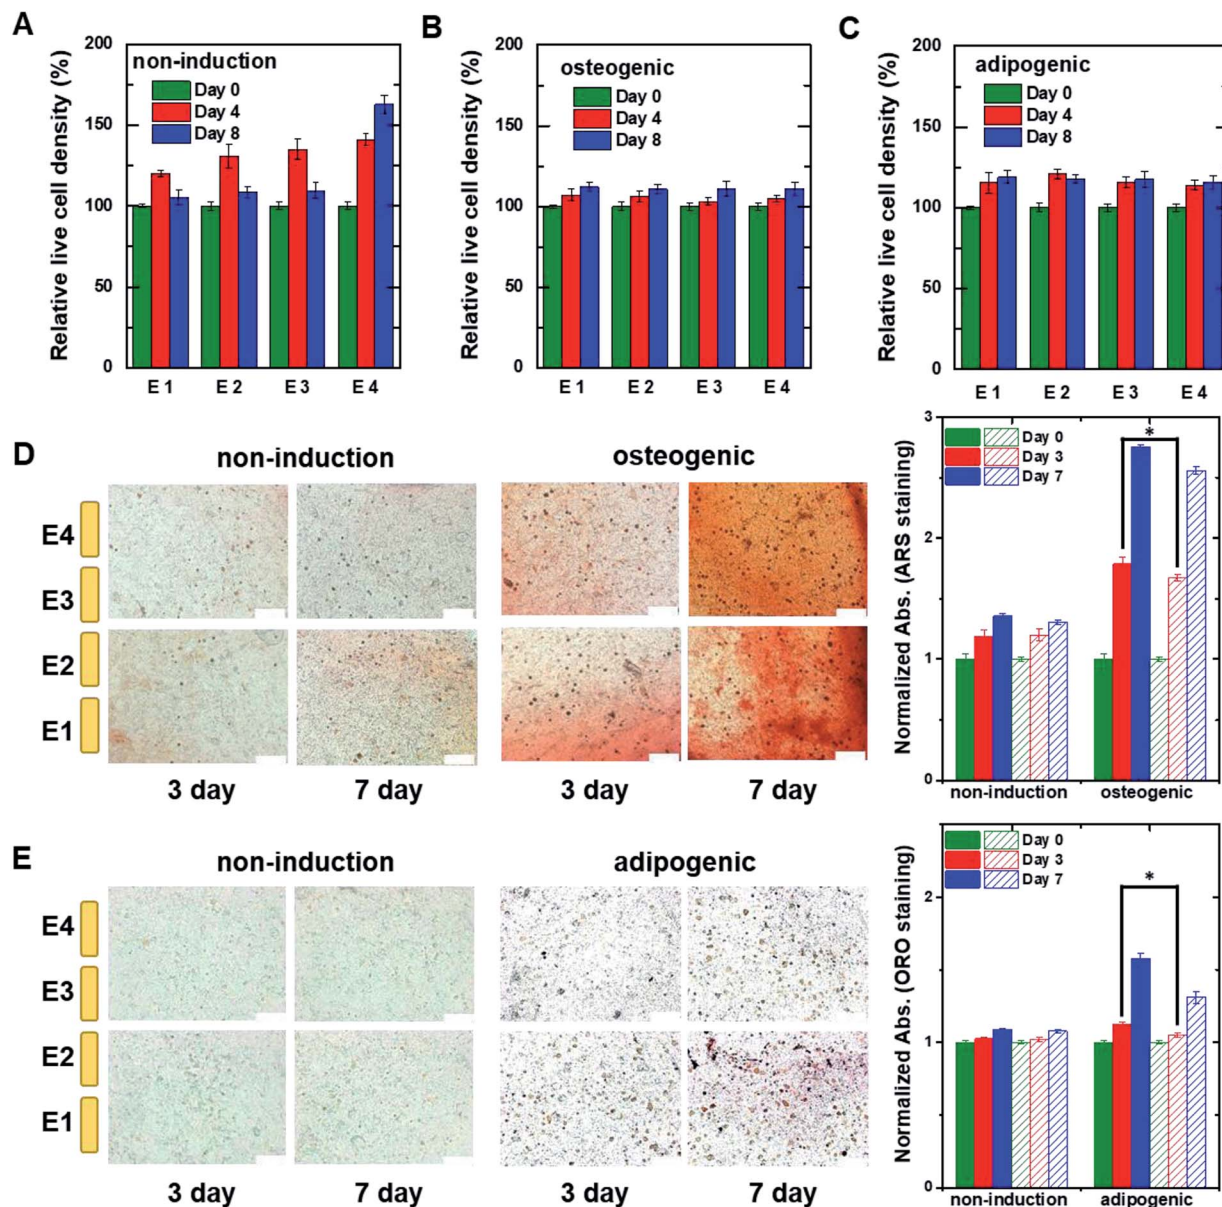 A
Relative live cell density (%)
200
150
100
50
0
non-induction
Day 0
Day 4
Day 8
E 1 E 2 E 3 E 4
B
Relative live cell density (%)
200
150
100
50
0
osteogenic
Day 0
Day 4
Day 8
E 1 E 2 E 3 E 4
C
Relative live cell density (%)
200
150
100
50
0
adipogenic
Day 0
Day 4
Day 8
E 1 E 2 E 3 E 4
D
non-induction osteogenic
E4
E3
E2
E1
3 day 7 day 3 day 7 day
Normalized Abs. (ARS staining)
3
2
1
0
Day 0
Day 3
Day 7
*
non-induction osteogenic
E
non-induction adipogenic
E4
E3
E2
E1
3 day 7 day 3 day 7 day
Normalized Abs. (ORO staining)
2
1
0
Day 0
Day 3
Day 7
*
non-induction adipogenic